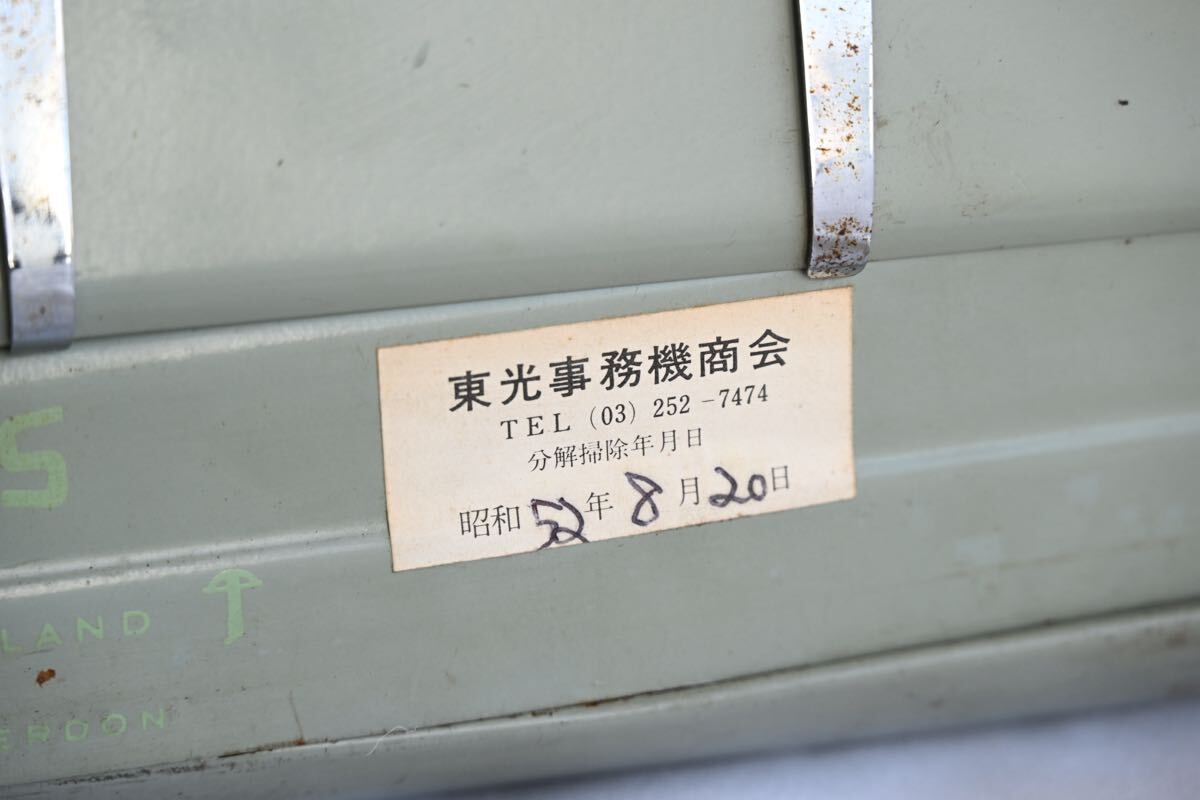 東光事務機商会
TEL (03) 252-7474
分解掃除年月日
昭和 52年 8月20日
S
LAND
ERDON